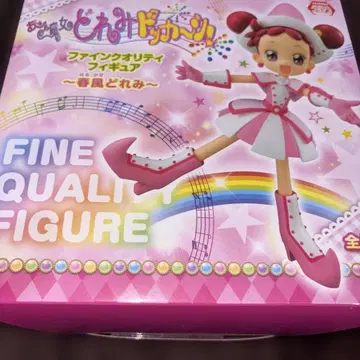 おジャ魔女どれみドッカ〜ン!
ファインクオリティ
フィギュア
〜春風どれみ〜
FINE
QUALITY
FIGURE
全